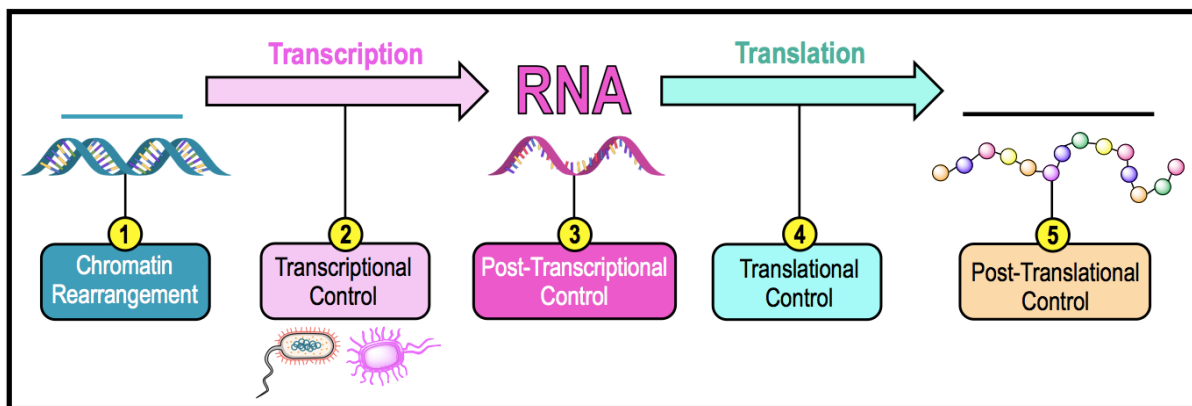 Transcription
Translation
RNA
1
Chromatin
Rearrangement
2
Transcriptional
Control
3
Post-Transcriptional
Control
4
Translational
Control
5
Post-Translational
Control